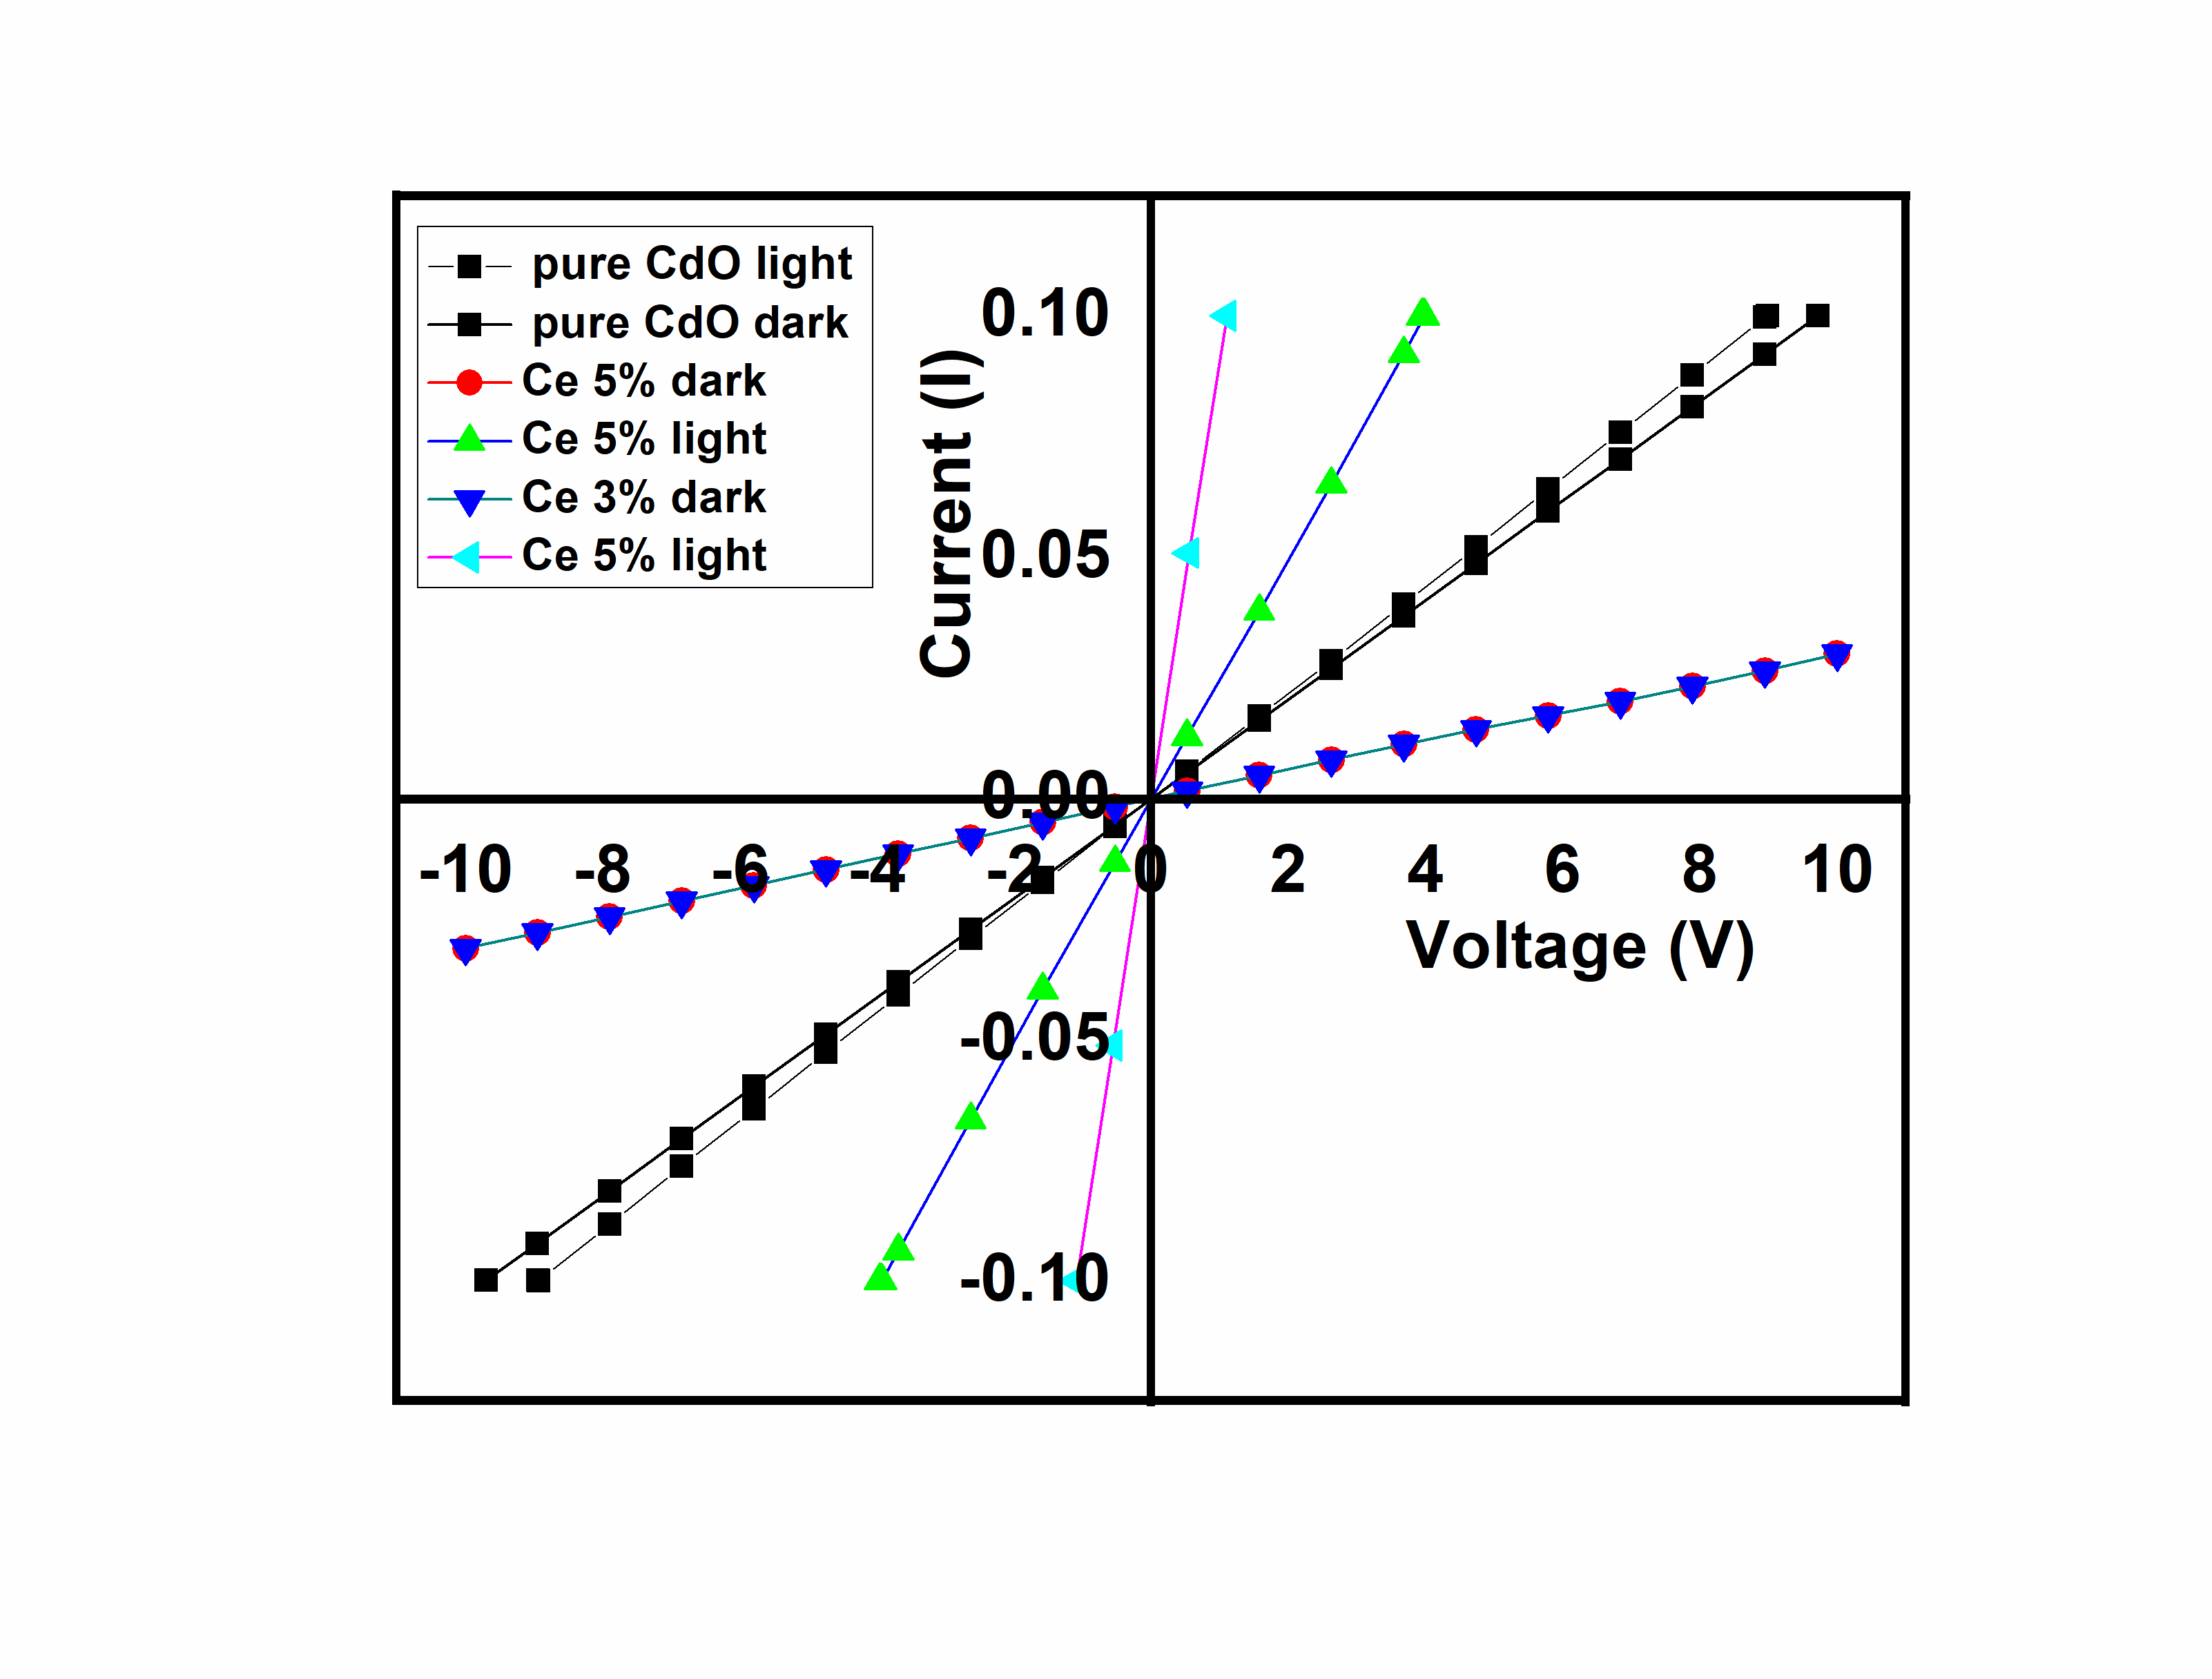 pure CdO light
pure CdO dark
Ce 5% dark
Ce 5% light
Ce 3% dark
Ce 5% light
Current (I)
0.10
0.05
0.00
-0.05
-0.10
-10 -8 -6 -4 -2 0 2 4 6 8 10
Voltage (V)